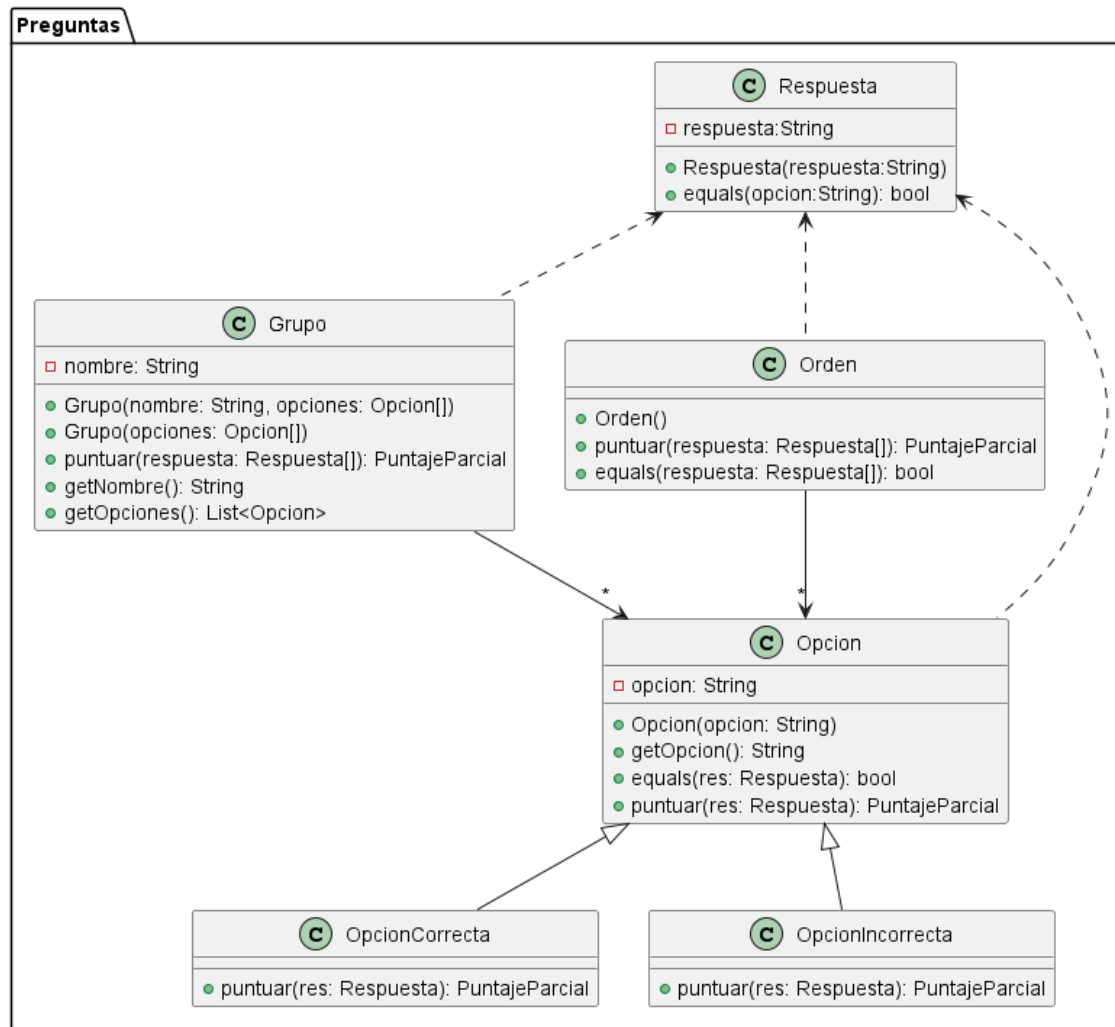 Preguntas
C Respuesta
respuesta:String
Respuesta(respuesta:String)
equals(opcion:String): bool
C Grupo
nombre: String
Grupo(nombre: String, opciones: Opcion[])
Grupo(opciones: Opcion[])
puntuar(respuesta: Respuesta[]): PuntajeParcial
getNombre(): String
getOpciones(): List<Opcion>
C Orden
Orden()
puntuar(respuesta: Respuesta[]): PuntajeParcial
equals(respuesta: Respuesta[]): bool
*
*
C Opcion
opcion: String
Opcion(opcion: String)
getOpcion(): String
equals(res: Respuesta): bool
puntuar(res: Respuesta): PuntajeParcial
C OpcionCorrecta
puntuar(res: Respuesta): PuntajeParcial
C OpcionIncorrecta
puntuar(res: Respuesta): PuntajeParcial